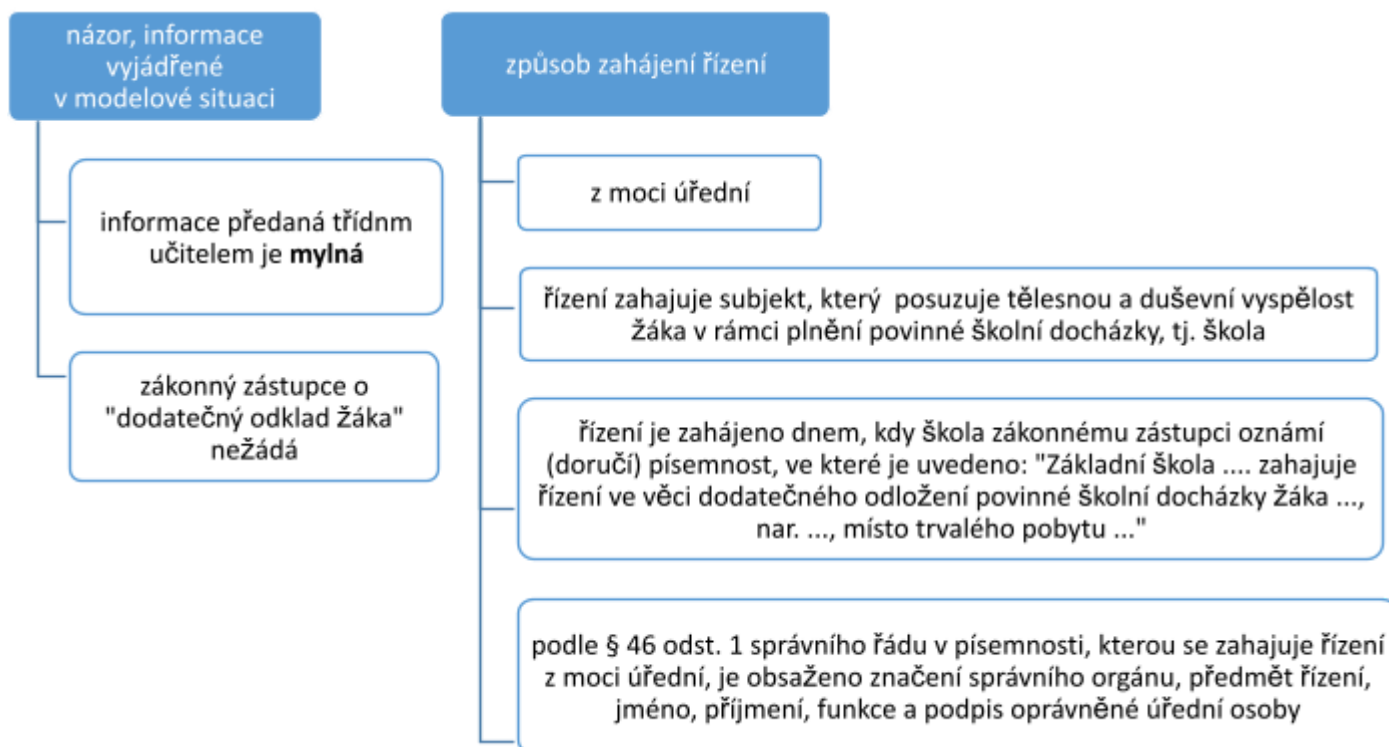 názor, informace
vyjádřené
v modelové situaci
informace předaná třídnm
učitelem je mylná
zákonný zástupce o
"dodatečný odklad žáka"
nežádá
způsob zahájení řízení
z moci úřední
řízení zahajuje subjekt, který posuzuje tělesnou a duševní vyspělost
žáka v rámci plnění povinné školní docházky, tj. škola
řízení je zahájeno dnem, kdy škola zákonnému zástupci oznámí
(doručí) písemnost, ve které je uvedeno: "Základní škola .... zahajuje
řízení ve věci dodatečného odložení povinné školní docházky žáka ...,
nar. ..., místo trvalého pobytu ..."
podle § 46 odst. 1 správního řádu v písemnosti, kterou se zahajuje řízení
z moci úřední, je obsaženo značení správního orgánu, předmět řízení,
jméno, příjmení, funkce a podpis oprávněné úřední osoby